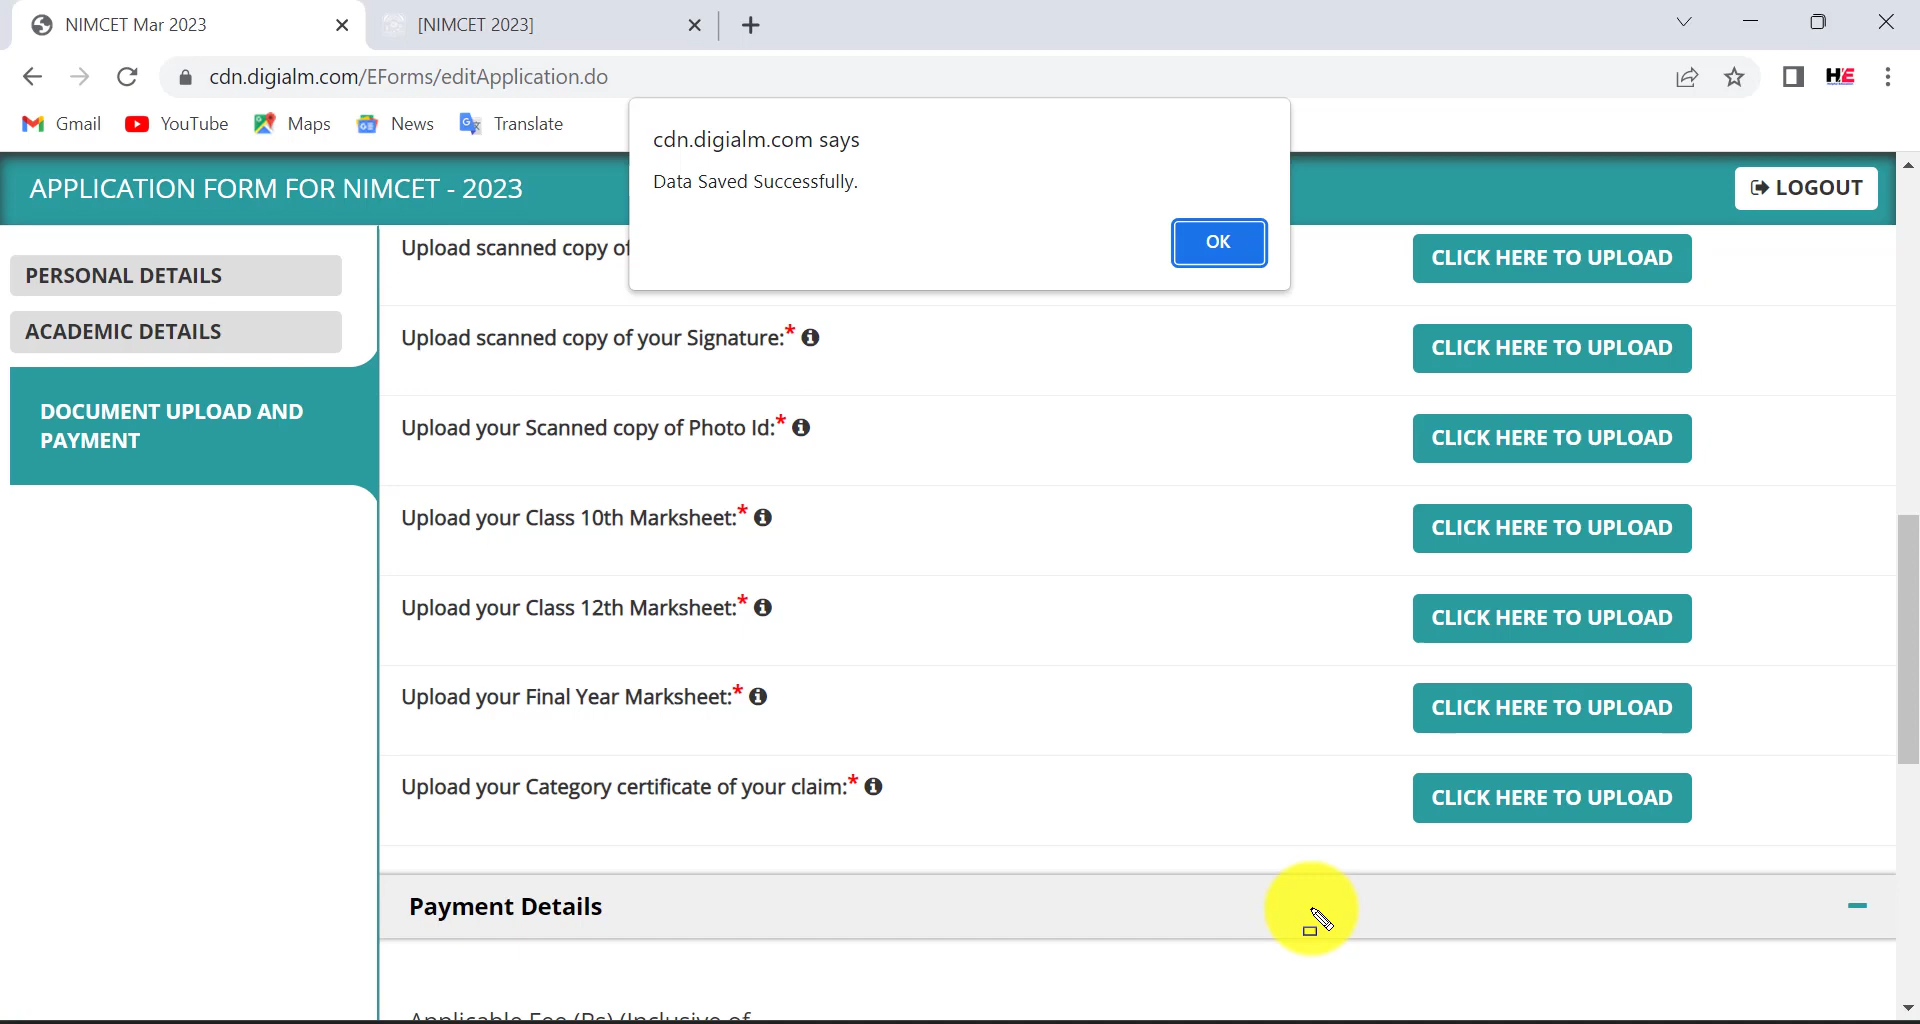 NIMCET Mar 2023
[NIMCET 2023]
cdn.digialm.com/EForms/editApplication.do
Gmail
YouTube
Maps
News
Translate
cdn.digialm.com says
Data Saved Successfully.
OK
APPLICATION FORM FOR NIMCET - 2023
LOGOUT
PERSONAL DETAILS
ACADEMIC DETAILS
DOCUMENT UPLOAD AND
PAYMENT
Upload scanned copy of
CLICK HERE TO UPLOAD
Upload scanned copy of your Signature:*
CLICK HERE TO UPLOAD
Upload your Scanned copy of Photo Id:*
CLICK HERE TO UPLOAD
Upload your Class 10th Marksheet:*
CLICK HERE TO UPLOAD
Upload your Class 12th Marksheet:*
CLICK HERE TO UPLOAD
Upload your Final Year Marksheet:*
CLICK HERE TO UPLOAD
Upload your Category certificate of your claim:*
CLICK HERE TO UPLOAD
Payment Details
Applicable Fee (Rs) (Inclusive of